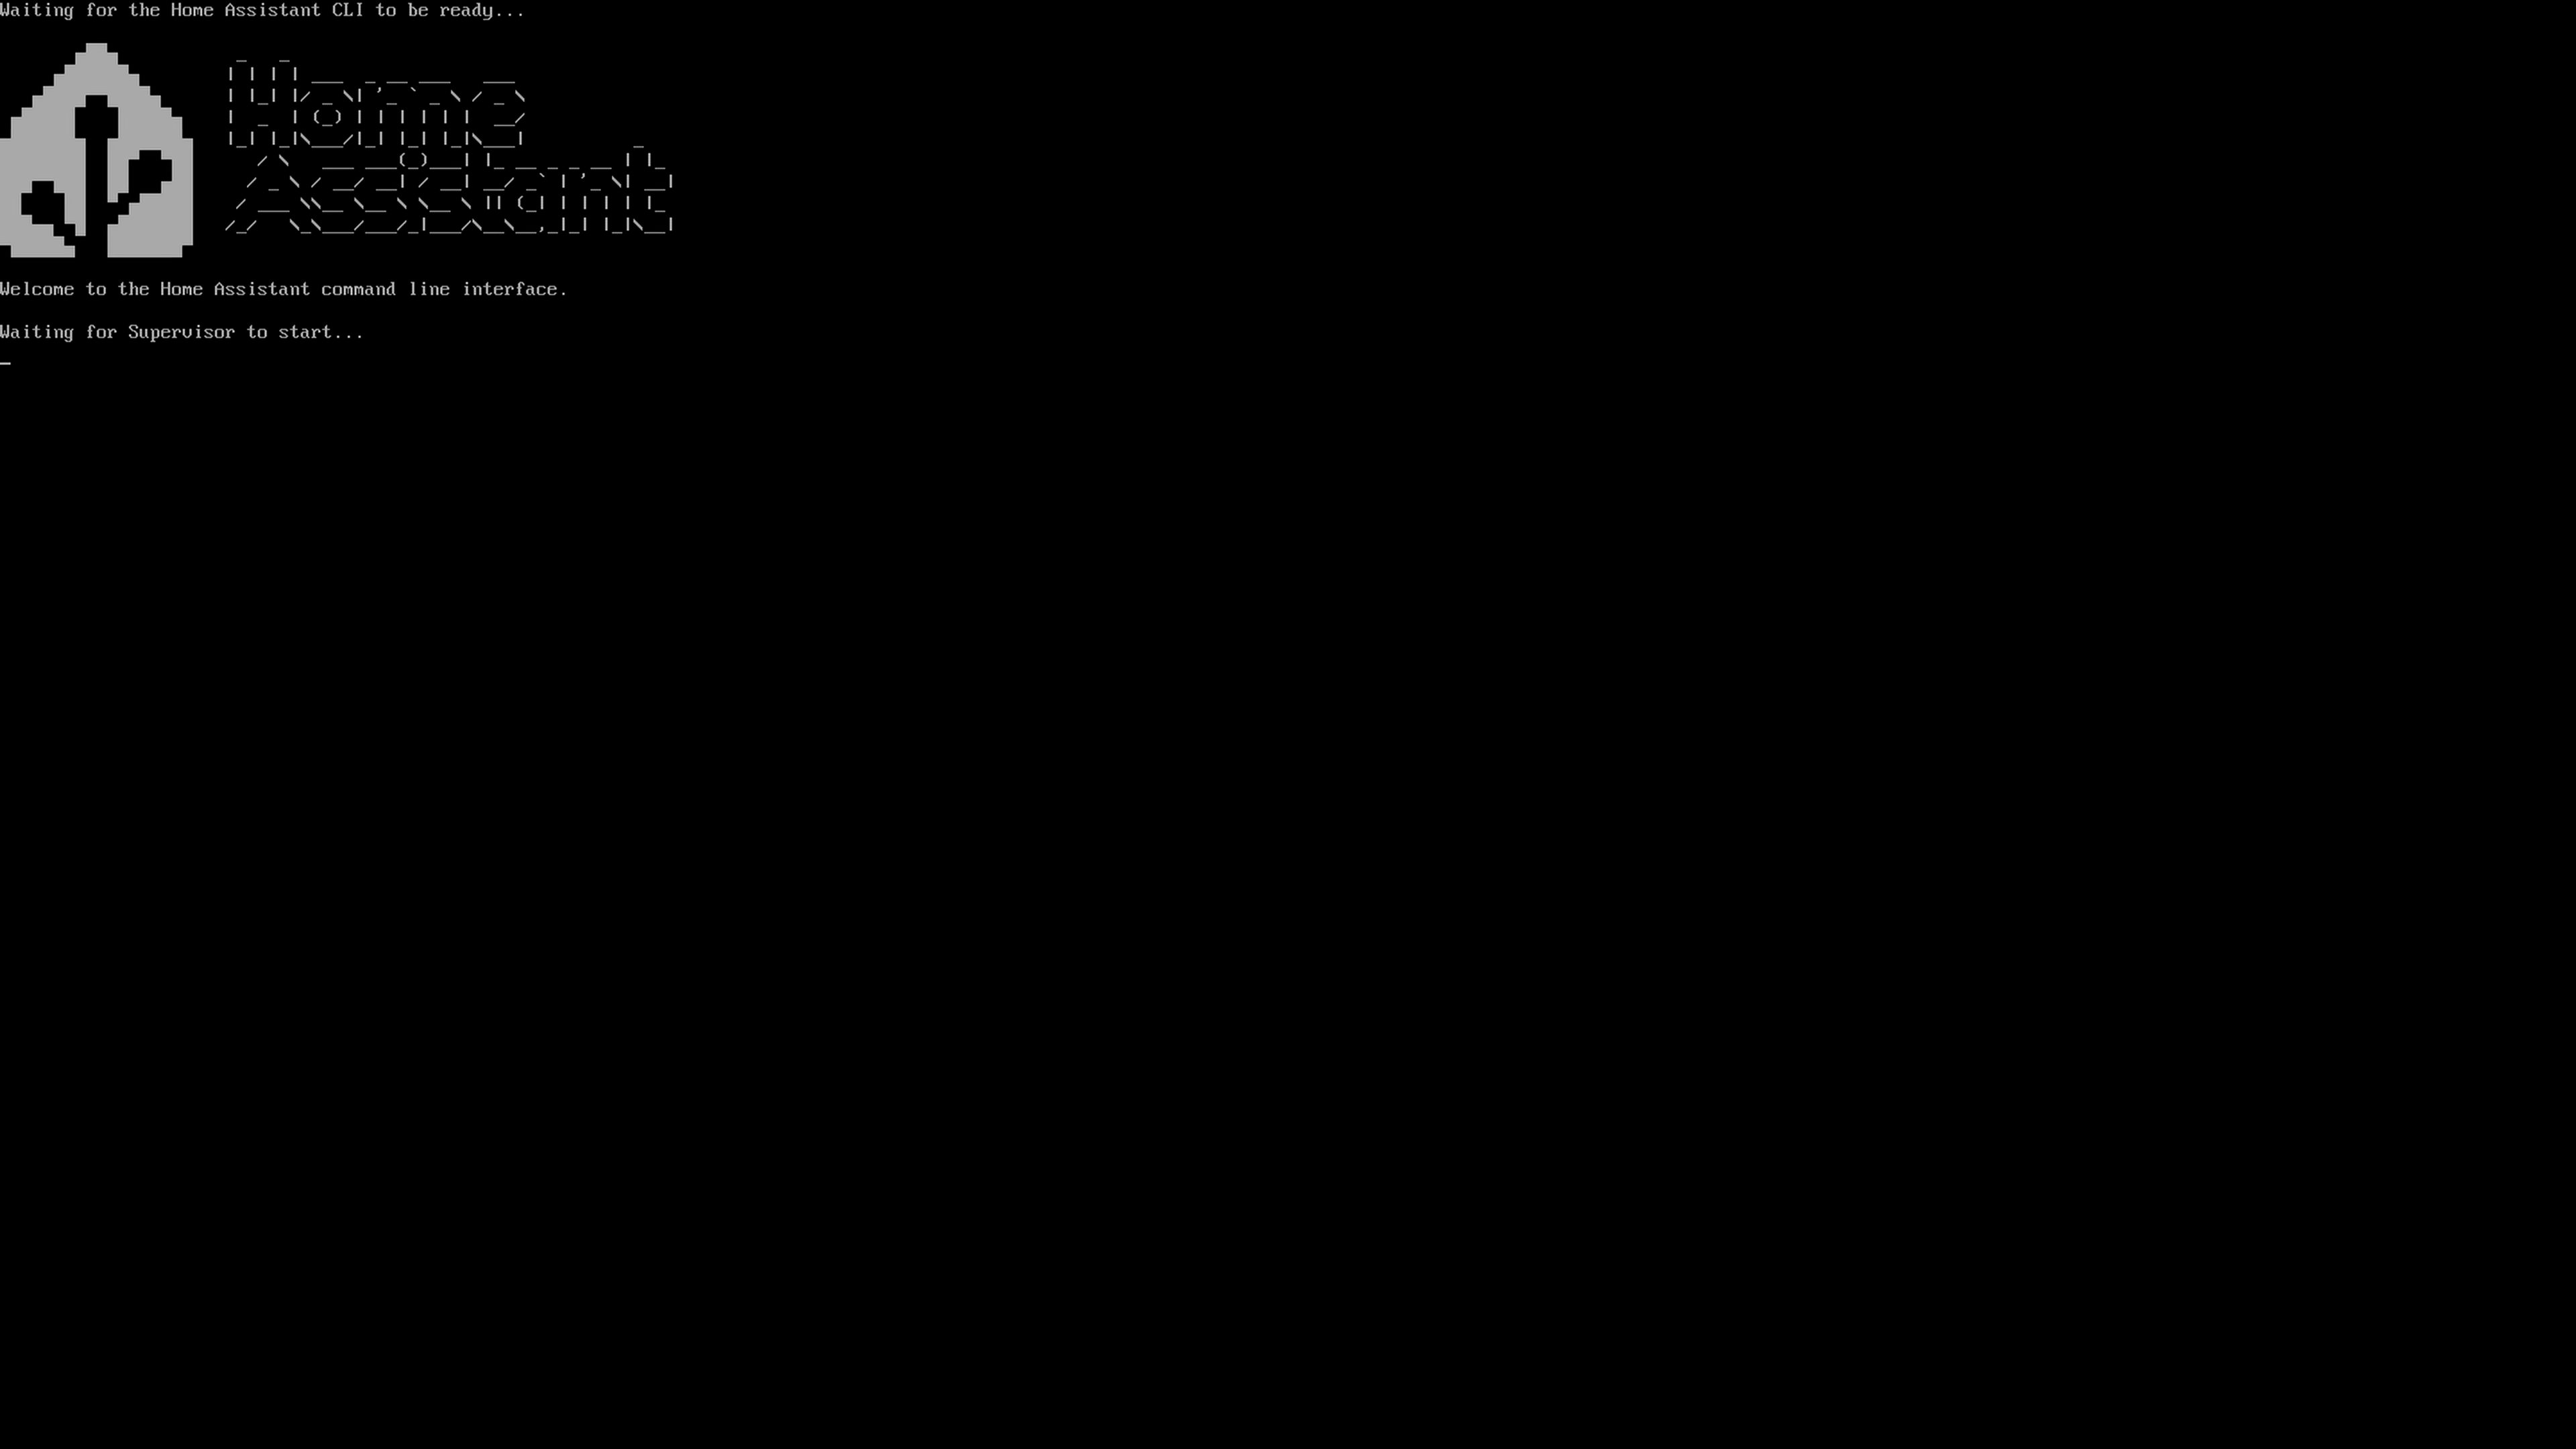 Waiting for the Home Assistant CLI to be ready...
Home
Assistant
Welcome to the Home Assistant command line interface.
Waiting for Supervisor to start...